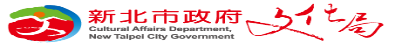 新北市政府文化局
Cultural Affairs Department,
New Taipei City Government